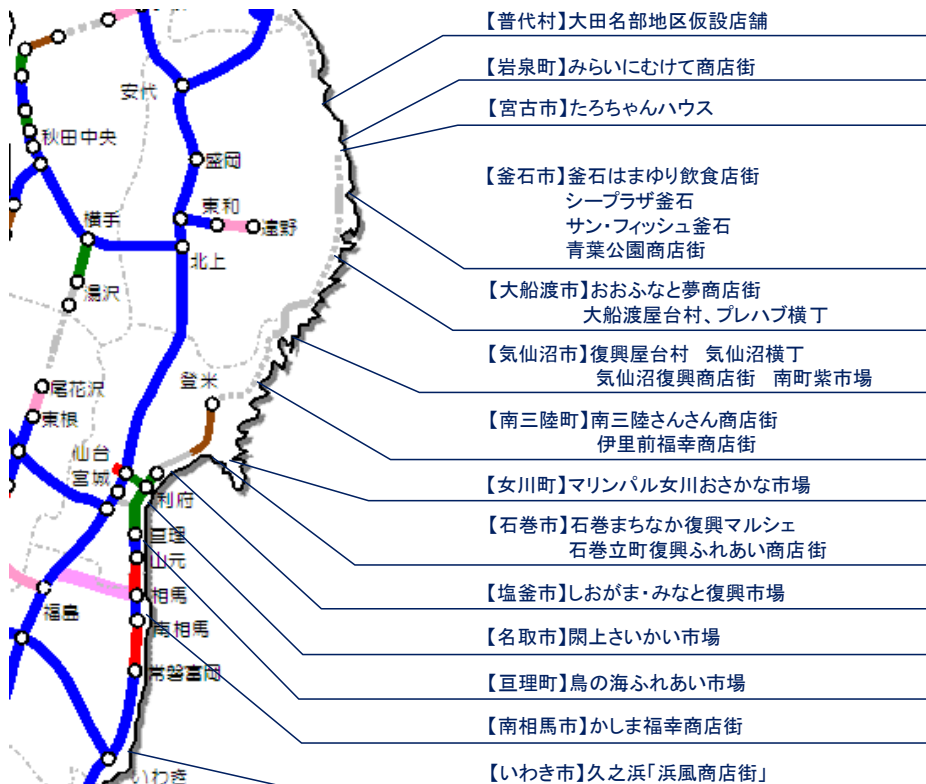 【普代村】大田名部地区仮設店舗
【岩泉町】みらいにむけて商店街
【宮古市】たろちゃんハウス
【釜石市】釜石はまゆり飲食店街
シープラザ釜石
サン・フィッシュ釜石
青葉公園商店街
【大船渡市】おおふなと夢商店街
大船渡屋台村、プレハブ横丁
【気仙沼市】復興屋台村 気仙沼横丁
気仙沼復興商店街 南町紫市場
【南三陸町】南三陸さんさん商店街
伊里前福幸商店街
【女川町】マリンパル女川おさかな市場
【石巻市】石巻まちなか復興マルシェ
石巻立町復興ふれあい商店街
【塩釜市】しおがま・みなと復興市場
【名取市】閖上さいかい市場
【亘理町】鳥の海ふれあい市場
【南相馬市】かしま福幸商店街
【いわき市】久之浜「浜風商店街」
安代
秋田中央
盛岡
東和
遠野
横手
北上
湯沢
尾花沢
登米
東根
仙台
宮城
利府
亘理
山元
相馬
福島
南相馬
常磐富岡
いわき